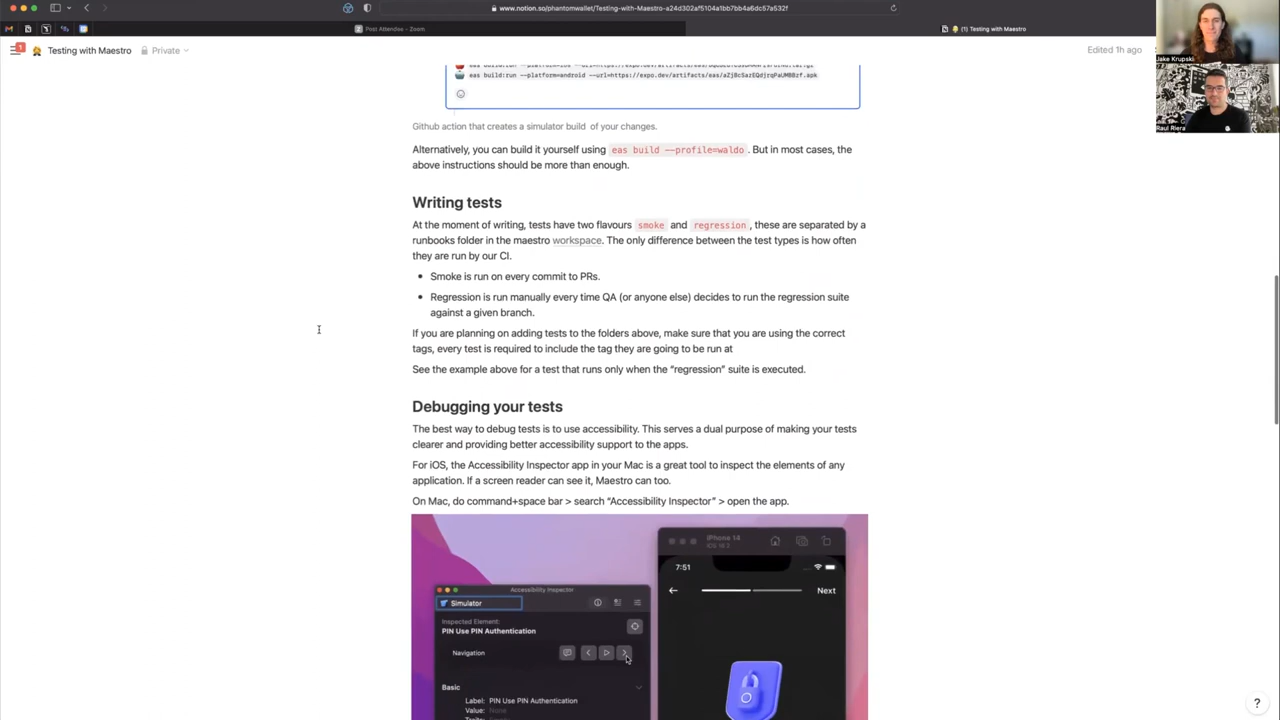 www.notion.so/phantomwallet/Testing-with-Maestro-a24d302af5104a1bb7bb4a6dc57a532f
Post Attendee - Zoom
(1) Testing with Maestro
1
Testing with Maestro
Private
Edited 1h ago
Jake Krupski
Raul Riera
eas build:run --platform=android --url=https://expo.dev/artifacts/eas/aZjBcSazEQdjrqPaUMBBzf.apk
Github action that creates a simulator build of your changes.
Alternatively, you can build it yourself using eas build --profile=waldo. But in most cases, the
above instructions should be more than enough.
Writing tests
At the moment of writing, tests have two flavours smoke and regression, these are separated by a
runbooks folder in the maestro workspace. The only difference between the test types is how often
they are run by our CI.
• Smoke is run on every commit to PRs.
• Regression is run manually every time QA (or anyone else) decides to run the regression suite
against a given branch.
If you are planning on adding tests to the folders above, make sure that you are using the correct
tags, every test is required to include the tag they are going to be run at
See the example above for a test that runs only when the “regression” suite is executed.
Debugging your tests
The best way to debug tests is to use accessibility. This serves a dual purpose of making your tests
clearer and providing better accessibility support to the apps.
For iOS, the Accessibility Inspector app in your Mac is a great tool to inspect the elements of any
application. If a screen reader can see it, Maestro can too.
On Mac, do command+space bar > search “Accessibility Inspector” > open the app.
iPhone 14
iOS 16.2
7:51
Next
Accessibility Inspector
Simulator
Inspected Element:
PIN Use PIN Authentication
Navigation
Basic
Label: PIN Use PIN Authentication
Value: None
?